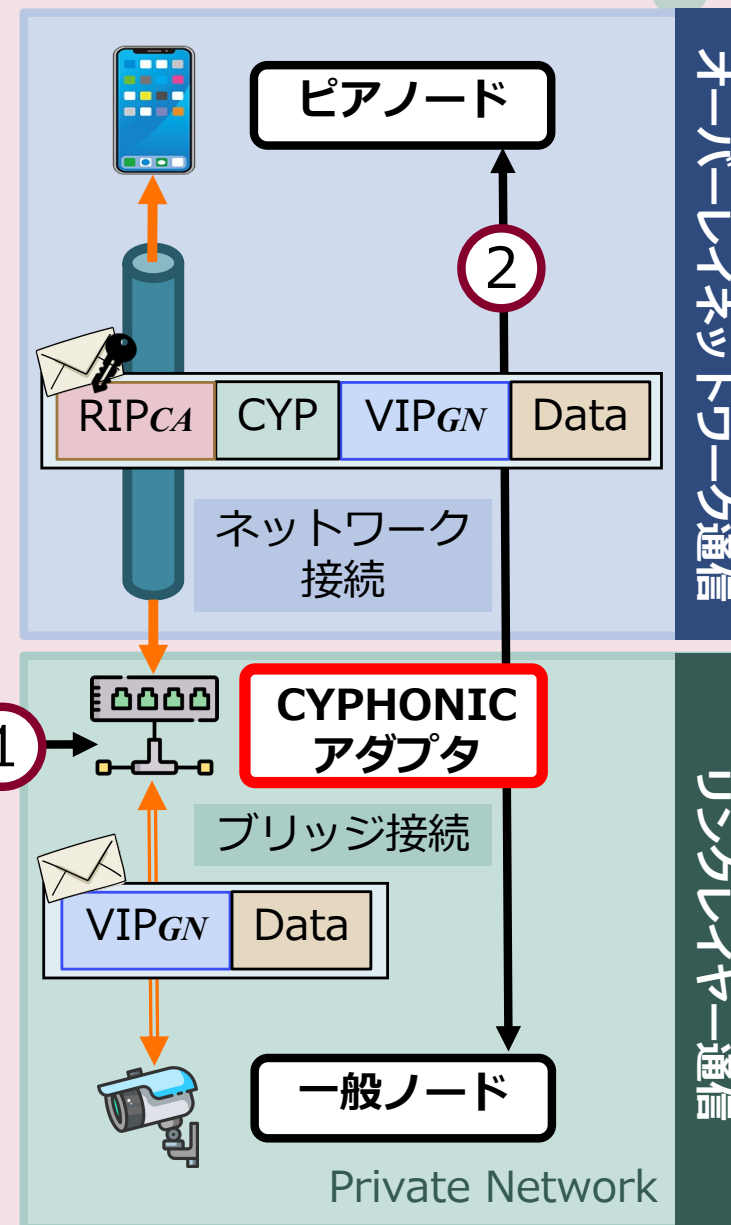 ピアノード
オーバーレイネットワーク通信
2
RIPCA CYP VIPGN Data
ネットワーク
接続
1
CYPHONIC
アダプタ
ブリッジ接続
リンクレイヤー通信
VIPGN Data
一般ノード
Private Network